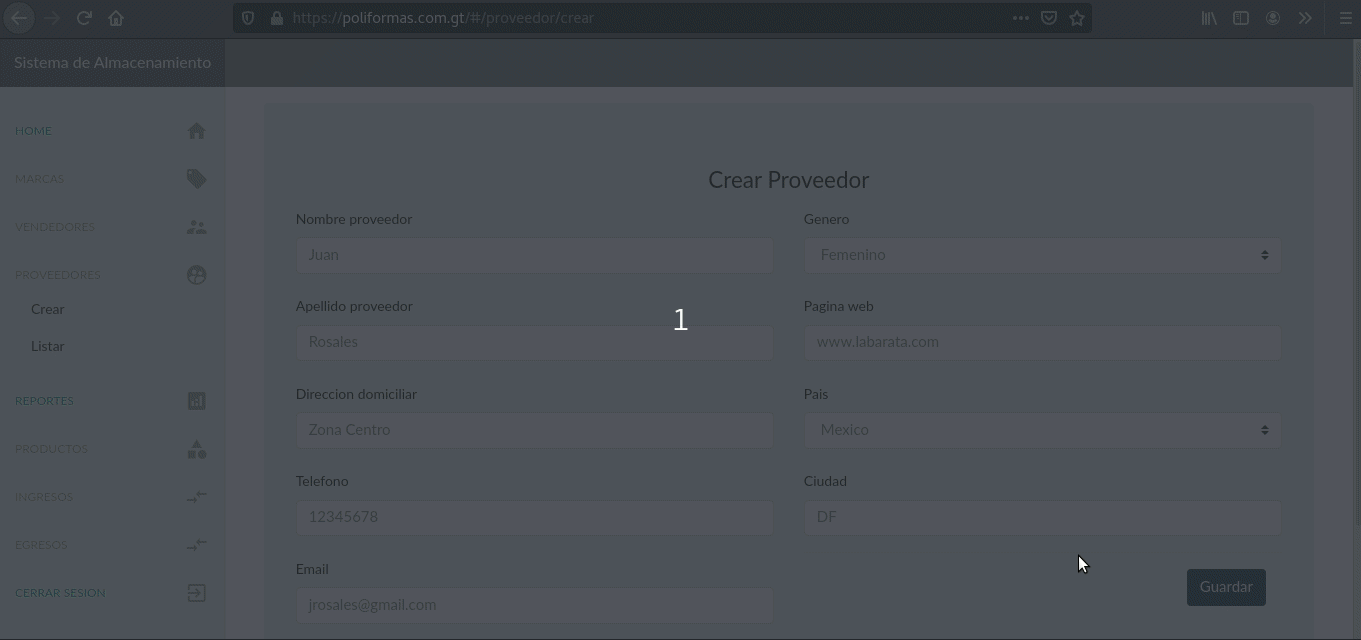 https://poliformas.com.gt/#/proveedor/crear
Sistema de Almacenamiento
HOME
MARCAS
VENDEDORES
PROVEEDORES
Crear
Listar
REPORTES
PRODUCTOS
INGRESOS
EGRESOS
CERRAR SESION
Crear Proveedor
Nombre proveedor
Juan
Genero
Femenino
Apellido proveedor
Rosales
Pagina web
www.labarata.com
1
Direccion domiciliar
Zona Centro
Pais
Mexico
Telefono
12345678
Ciudad
DF
Email
jrosales@gmail.com
Guardar